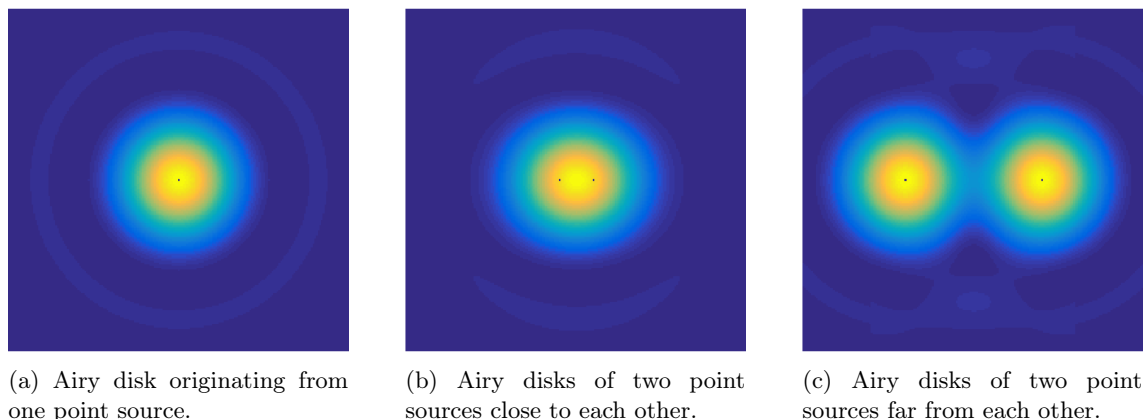 (a) Airy disk originating from
one point source.
(b) Airy disks of two point
sources close to each other.
(c) Airy disks of two point
sources far from each other.